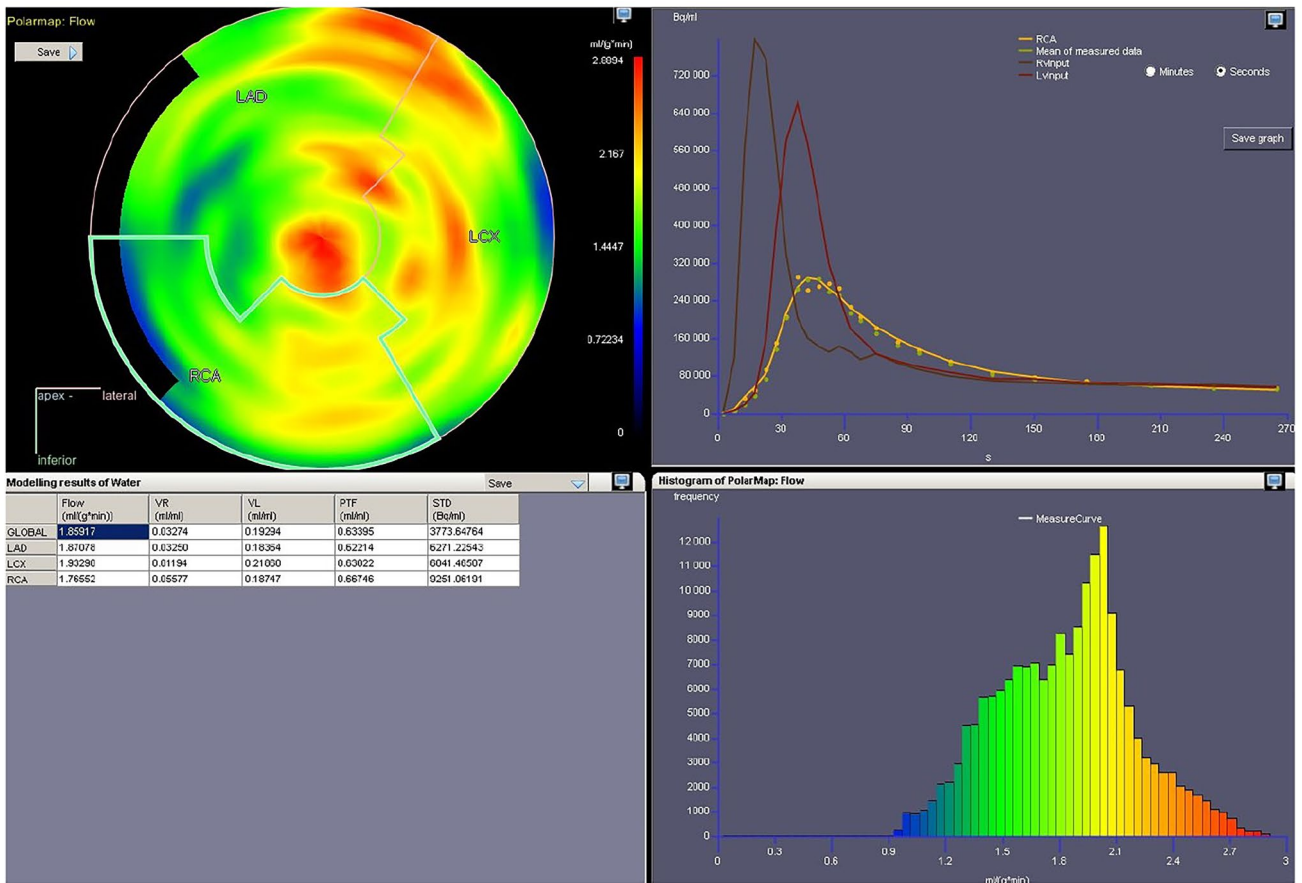 Polarmap: Flow
Save
ml/(g*min)
2.8894
2.167
1.4447
0.72234
0
LAD
LCX
RCA
apex - lateral
inferior
Bq/ml
RCA
Mean of measured data
RvInput
LvInput
Minutes Seconds
Save graph
720 000
640 000
560 000
480 000
400 000
320 000
240 000
160 000
80 000
0
0 30 60 90 120 150 180 210 240 270
s
Modelling results of Water Save
Flow (ml/(g*min)) VR (ml/ml) VL (ml/ml) PTF (ml/ml) STD (Bq/ml)
GLOBAL 1.85917 0.03274 0.19294 0.63395 3773.64764
LAD 1.87078 0.03250 0.18354 0.62214 6271.22543
LCX 1.93290 0.01194 0.63022
RCA 1.76552 0.05577 0.18747 0.66746
Histogram of PolarMap: Flow
frequency
MeasureCurve
12 000
11 000
10 000
9000
8000
7000
6000
5000
4000
3000
2000
1000
0
0 0.3 0.6 0.9 1.2 1.5 1.8 2.1 2.4 2.7 3
ml/(g*min)